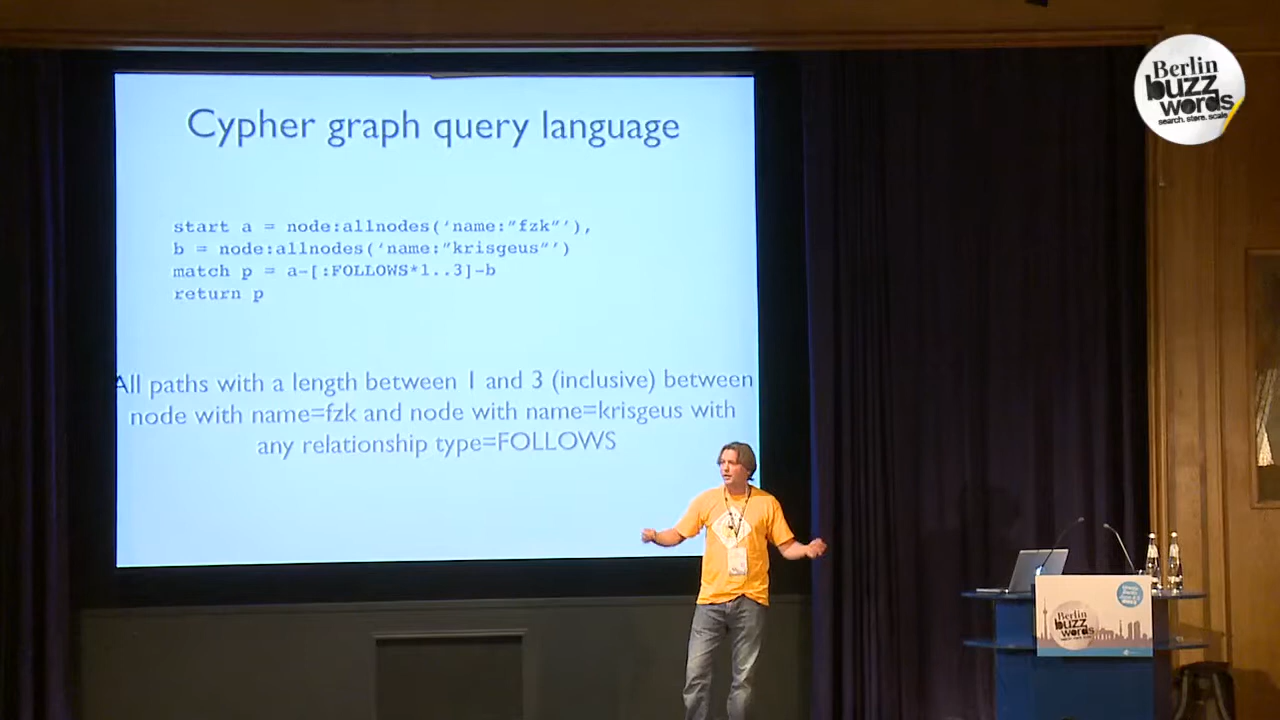 Cypher graph query language
start a = node:allnodes(‘name:”fzk”’),
b = node:allnodes(‘name:”krisgeus”’)
match p = a-[:FOLLOWS*1..3]-b
return p
All paths with a length between 1 and 3 (inclusive) between
node with name=fzk and node with name=krisgeus with
any relationship type=FOLLOWS
Berlin
buzz
words
search. store. scale
Berlin
buzz
words